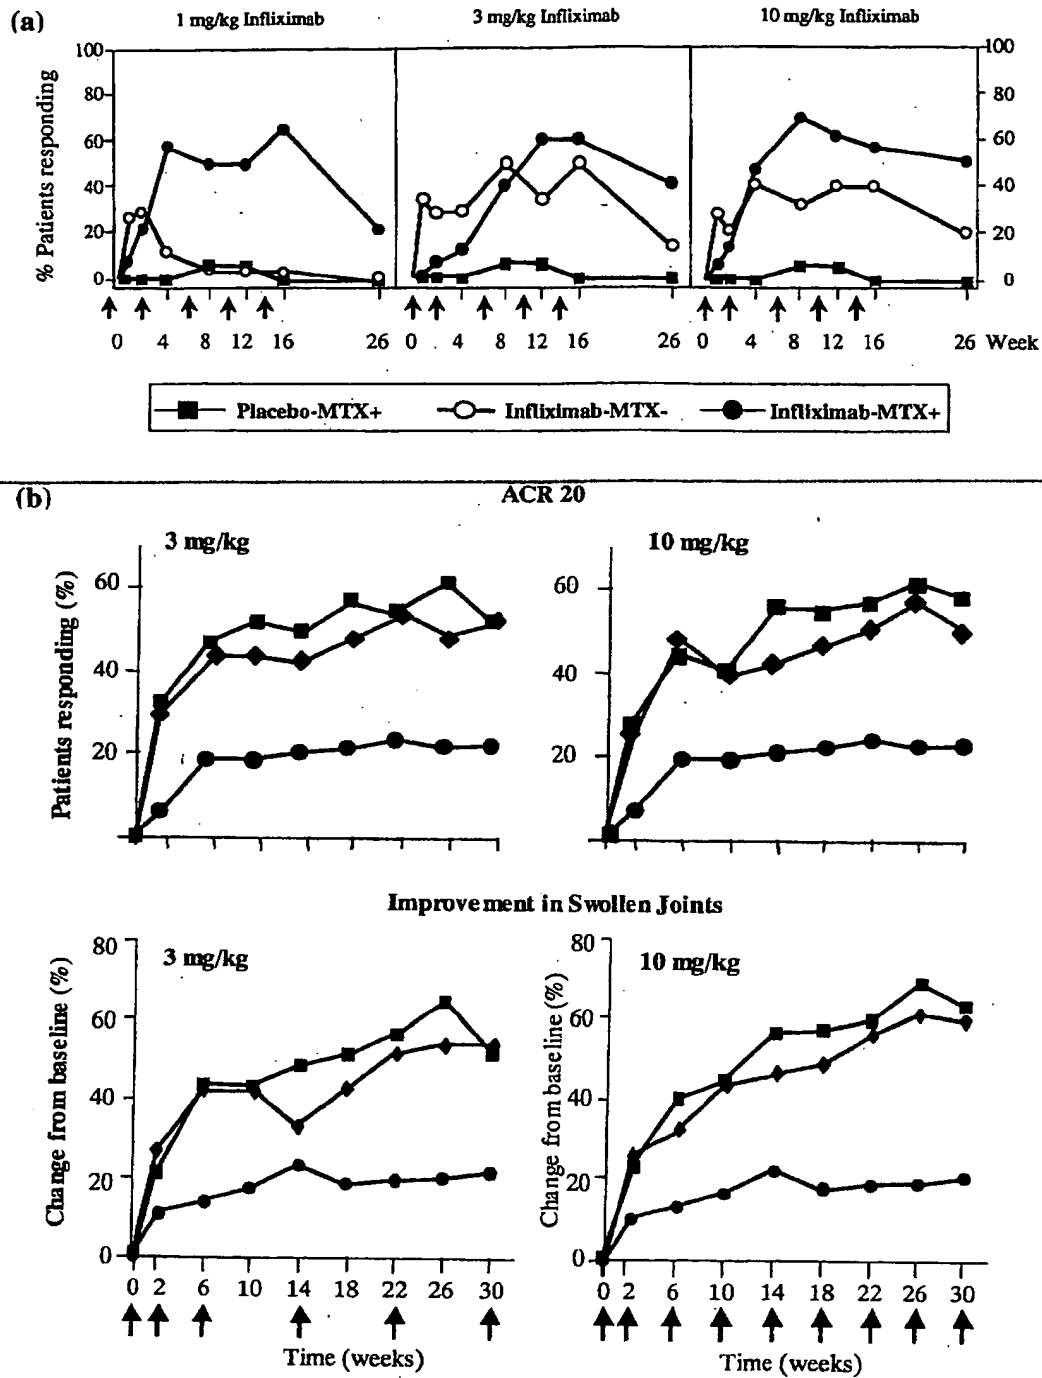 (a)
1 mg/kg Infliximab 3 mg/kg Infliximab 10 mg/kg Infliximab
% Patients responding
100 100
80 80
60 60
40 40
20 20
0 0
0 4 8 12 16 26 0 4 8 12 16 26 0 4 8 12 16 26 Week
Placebo-MTX+ Infliximab-MTX- Infliximab-MTX+
(b)
ACR 20
3 mg/kg 10 mg/kg
Patients responding (%)
60 60
40 40
20 20
Improvement in Swollen Joints
3 mg/kg 10 mg/kg
Change from baseline (%) Change from baseline (%)
80 80
60 60
40 40
20 20
0 0
0 2 6 10 14 18 22 26 30 0 2 6 10 14 18 22 26 30
Time (weeks) Time (weeks)